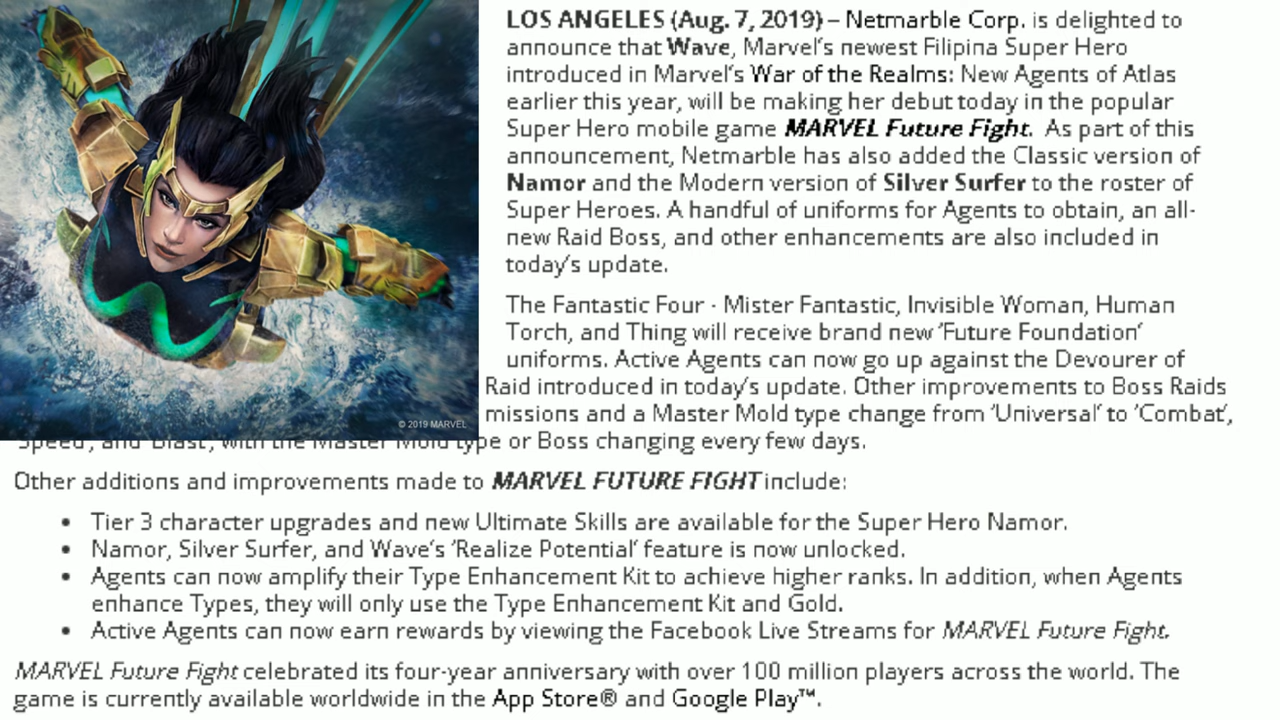 LOS ANGELES (Aug. 7, 2019) – Netmarble Corp. is delighted to
announce that Wave, Marvel's newest Filipina Super Hero
introduced in Marvel's War of the Realms: New Agents of Atlas
earlier this year, will be making her debut today in the popular
Super Hero mobile game MARVEL Future Fight. As part of this
announcement, Netmarble has also added the Classic version of
Namor and the Modern version of Silver Surfer to the roster of
Super Heroes. A handful of uniforms for Agents to obtain, an all-
new Raid Boss, and other enhancements are also included in
today's update.
The Fantastic Four - Mister Fantastic, Invisible Woman, Human
Torch, and Thing will receive brand new 'Future Foundation'
uniforms. Active Agents can now go up against the Devourer of
Raid introduced in today's update. Other improvements to Boss Raids
missions and a Master Mold type change from 'Universal' to 'Combat',
© 2019 MARVEL
'Speed', and 'Blast', with the Master Mold type or Boss changing every few days.
Other additions and improvements made to MARVEL FUTURE FIGHT include:
• Tier 3 character upgrades and new Ultimate Skills are available for the Super Hero Namor.
• Namor, Silver Surfer, and Wave's 'Realize Potential' feature is now unlocked.
• Agents can now amplify their Type Enhancement Kit to achieve higher ranks. In addition, when Agents
enhance Types, they will only use the Type Enhancement Kit and Gold.
• Active Agents can now earn rewards by viewing the Facebook Live Streams for MARVEL Future Fight.
MARVEL Future Fight celebrated its four-year anniversary with over 100 million players across the world. The
game is currently available worldwide in the App Store® and Google Play™.